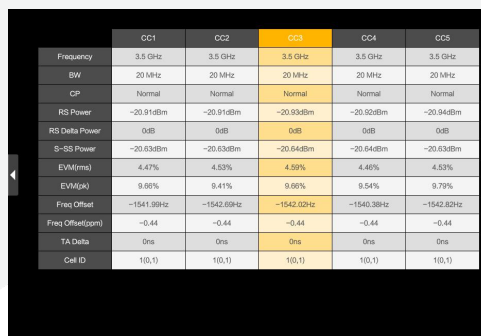 CC1 CC2 CC3 CC4 CC5
Frequency 3.5 GHz 3.5 GHz 3.5 GHz 3.5 GHz 3.5 GHz
BW 20 MHz 20 MHz 20 MHz 20 MHz 20 MHz
CP Normal Normal Normal Normal Normal
RS Power −20.91dBm −20.91dBm −20.93dBm −20.92dBm −20.94dBm
RS Delta Power 0dB 0dB 0dB 0dB 0dB
S-SS Power −20.63dBm −20.63dBm −20.64dBm −20.64dBm −20.63dBm
EVM(rms) 4.47% 4.53% 4.59% 4.46% 4.53%
EVM(pk) 9.66% 9.41% 9.66% 9.54% 9.79%
Freq Offset −1541.99Hz −1542.69Hz −1542.02Hz −1540.38Hz −1542.82Hz
Freq Offset(ppm) −0.44 −0.44 −0.44 −0.44 −0.44
TA Delta 0ns 0ns 0ns 0ns 0ns
Cell ID 1(0,1) 1(0,1) 1(0,1) 1(0,1) 1(0,1)